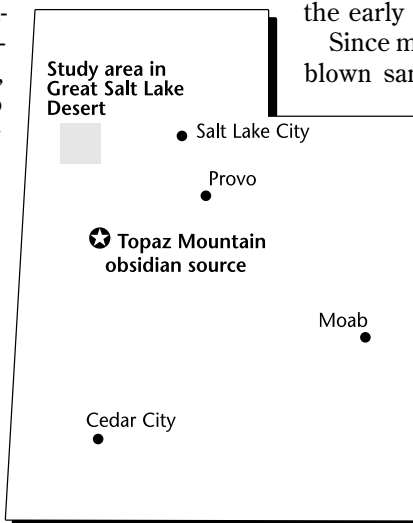 the early
Since m
blown san
Study area in
Great Salt Lake
Desert
Salt Lake City
Provo
Topaz Mountain
obsidian source
Moab
Cedar City